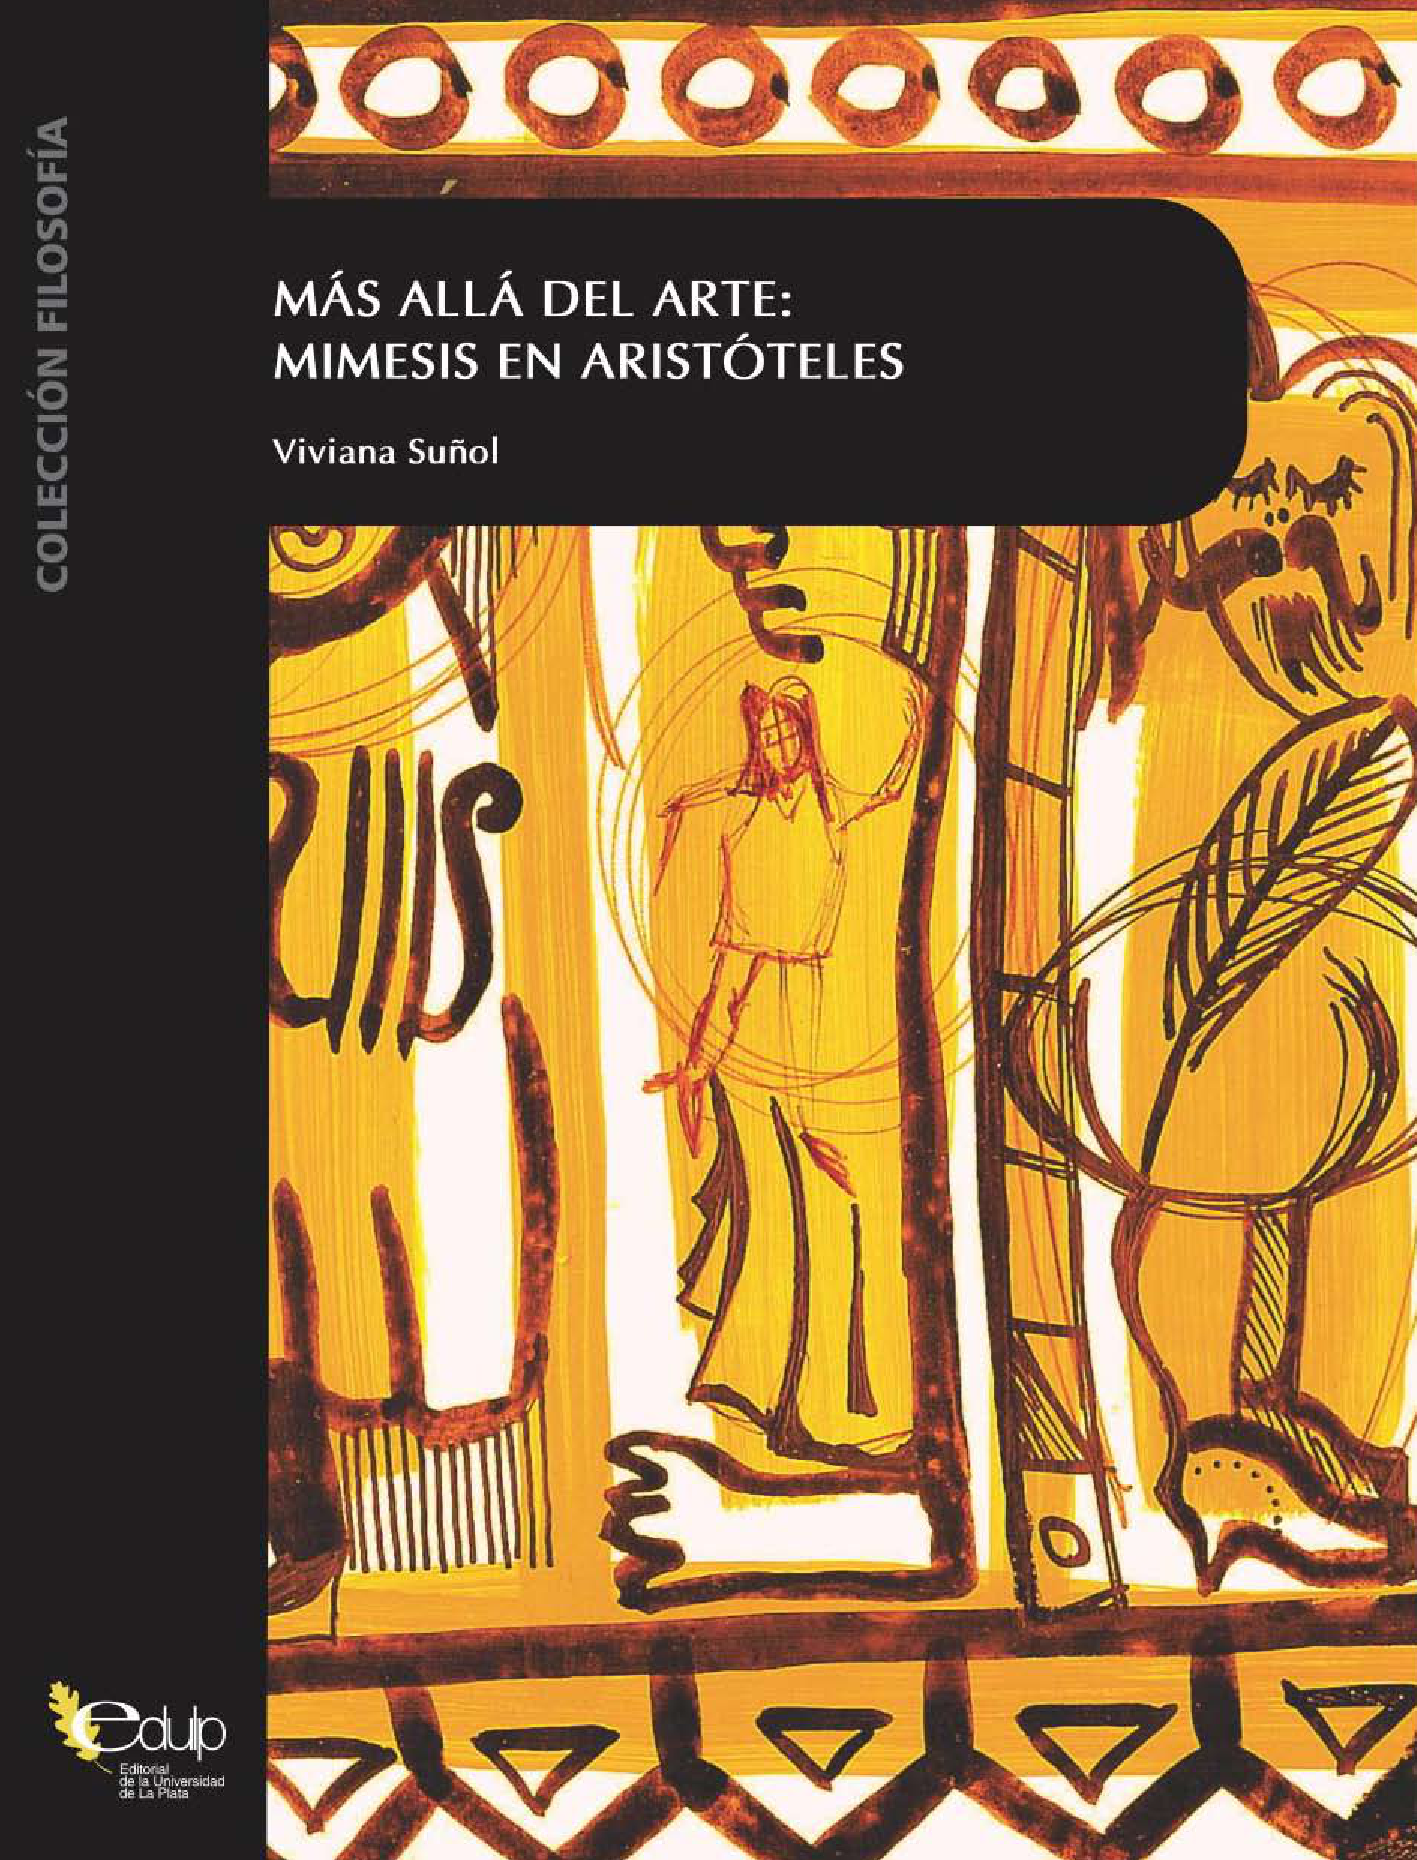 COLECCIÓN FILOSOFÍA
MÁS ALLÁ DEL ARTE:
MIMESIS EN ARISTÓTELES
Viviana Suñol
edulp
Editorial
de la Universidad
de La Plata